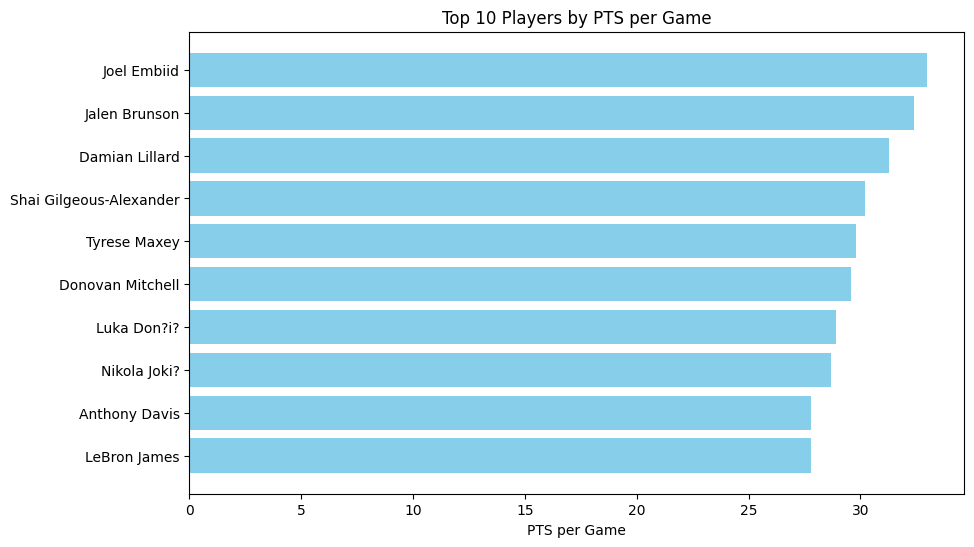 Top 10 Players by PTS per Game
Joel Embiid
Jalen Brunson
Damian Lillard
Shai Gilgeous-Alexander
Tyrese Maxey
Donovan Mitchell
Luka Don?i?
Nikola Joki?
Anthony Davis
LeBron James
0 5 10 15 20 25 30
PTS per Game